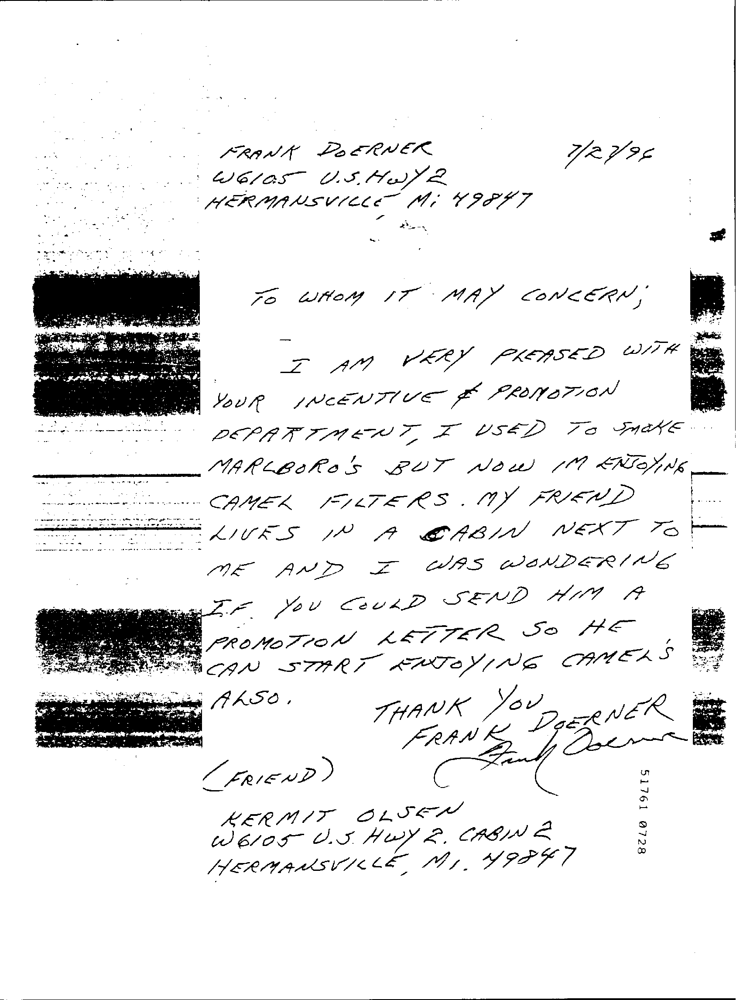 FRANK DOERNER 7/27/96
W6105 U.S. HWY 2
HERMANSVILLE Mi 49847
TO WHOM IT MAY CONCERN;
I AM VERY PLEASED WITH
YOUR INCENTIVE & PROMOTION
DEPARTMENT, I USED TO SMOKE
MARLBORO'S BUT NOW IM ENJOYING
CAMEL FILTERS. MY FRIEND
LIVES IN A CABIN NEXT TO
ME AND I WAS WONDERING
IF YOU COULD SEND HIM A
PROMOTION LETTER SO HE
CAN START ENJOYING CAMEL'S
ALSO.
THANK YOU
FRANK DOERNER
Frank Doerner
(FRIEND)
KERMIT OLSEN
W6105 U.S. HWY 2. CABIN 2
HERMANSVILLE, MI. 49847
51761 0728